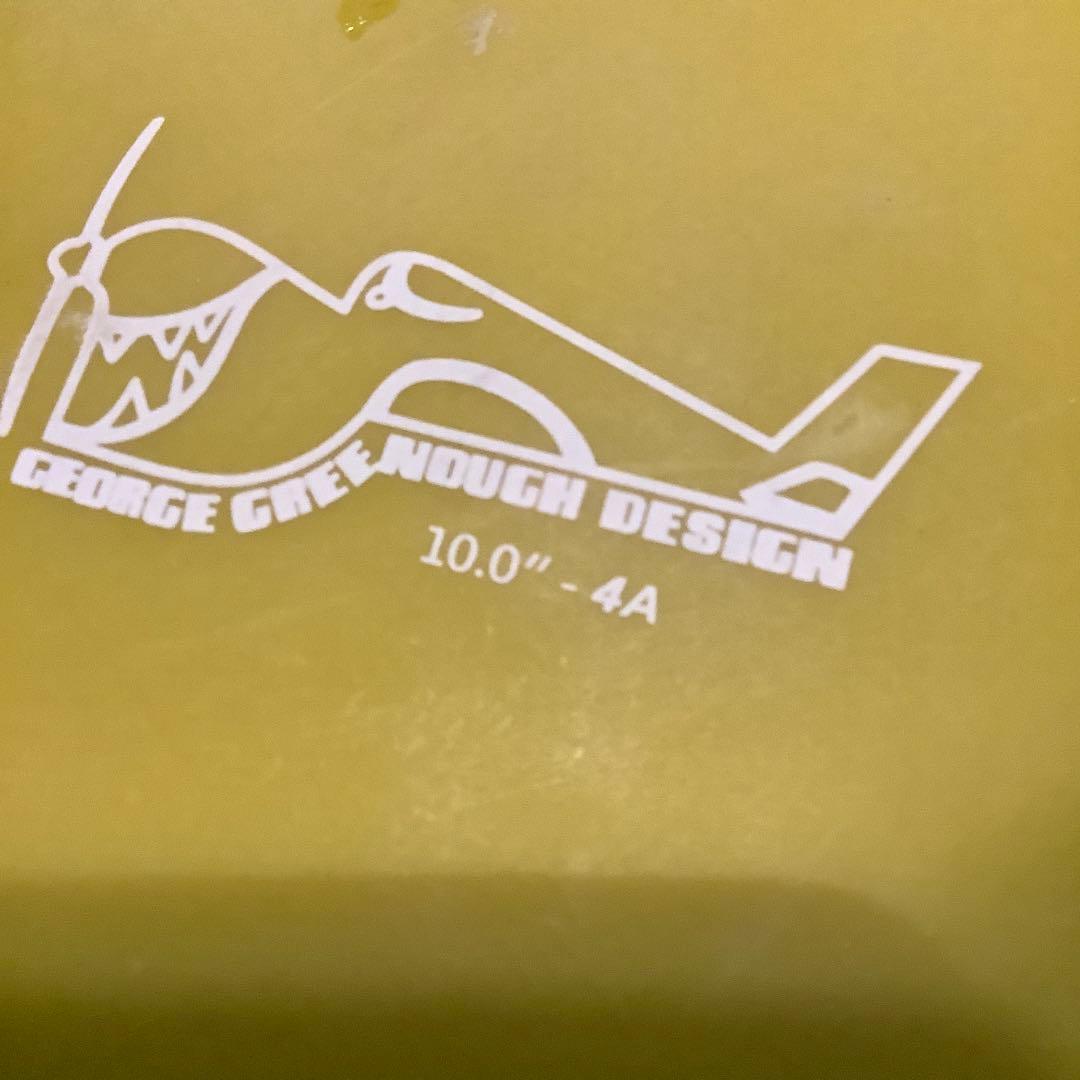 GEORGE GREENOUGH DESIGN
10.0" - 4A